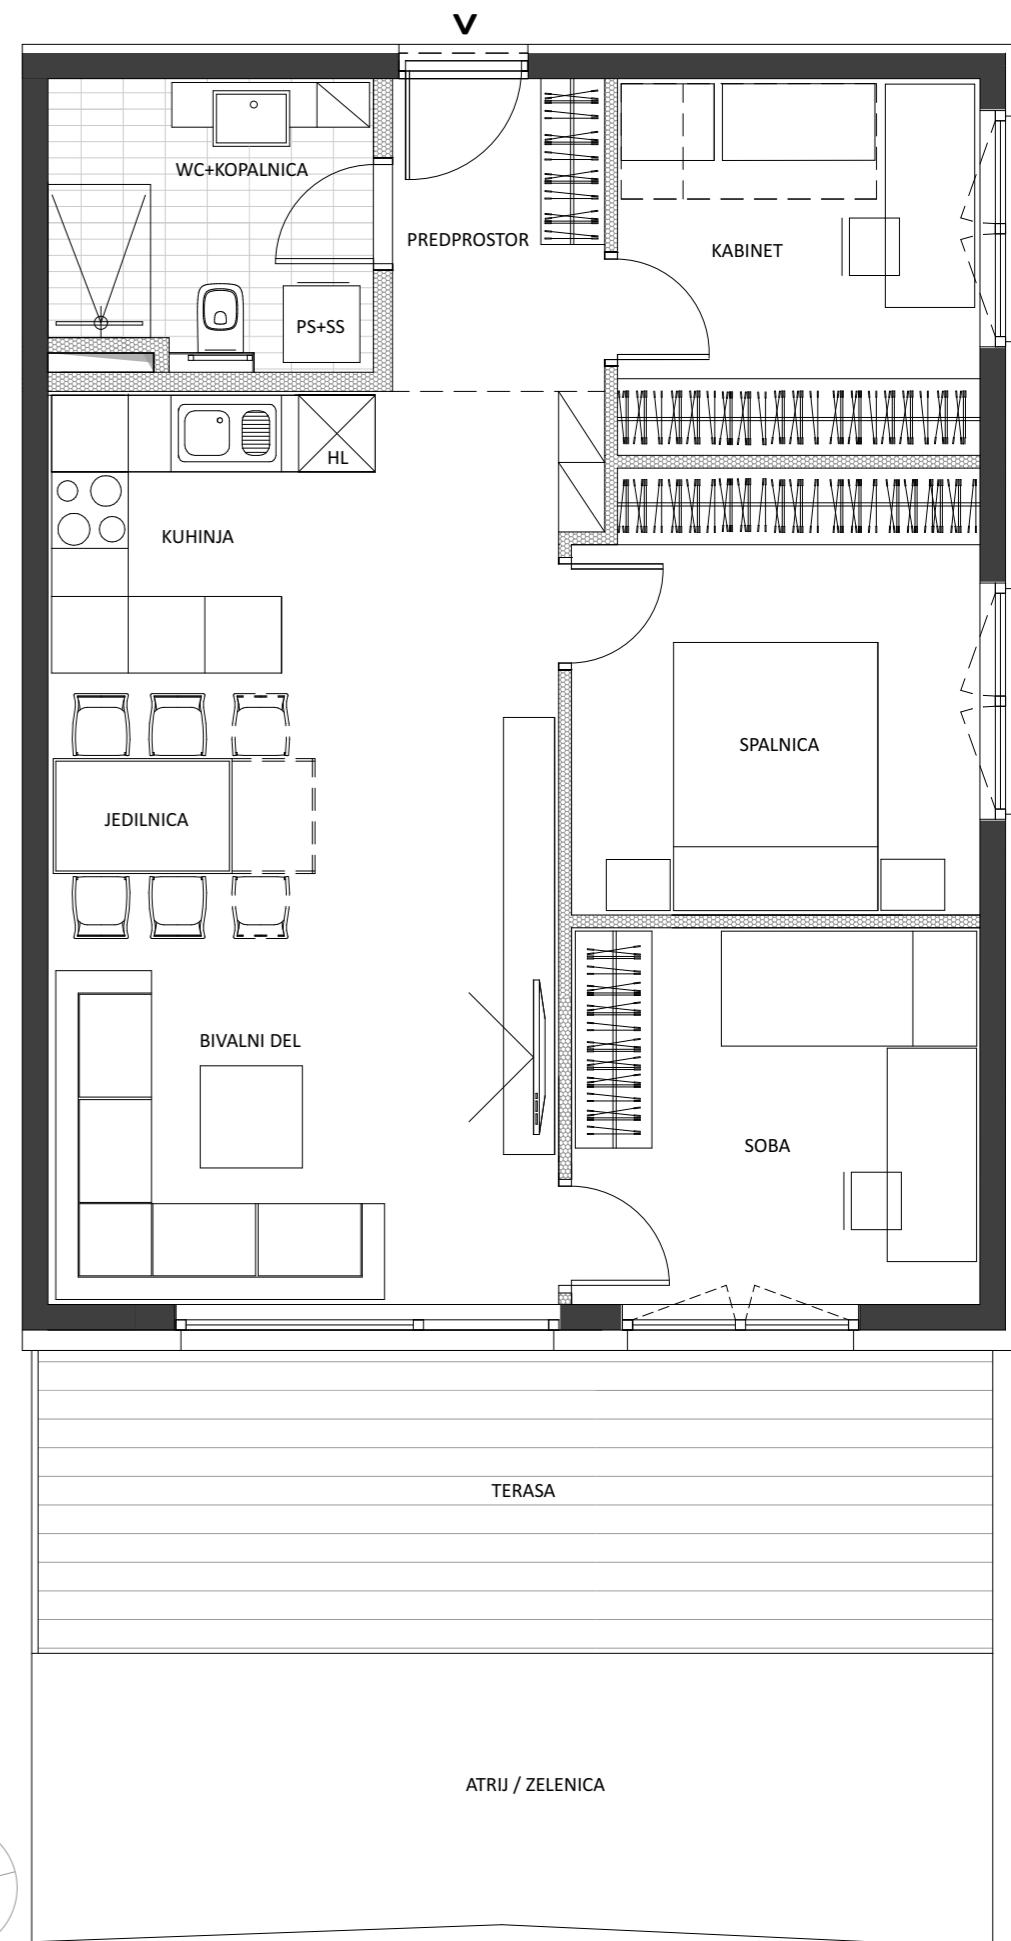 V
WC+KOPALNICA
PREDPROSTOR
KABINET
PS+SS
HL
KUHINJA
SPALNICA
JEDILNICA
BIVALNI DEL
SOBA
TERASA
ATRIJ / ZELENICA